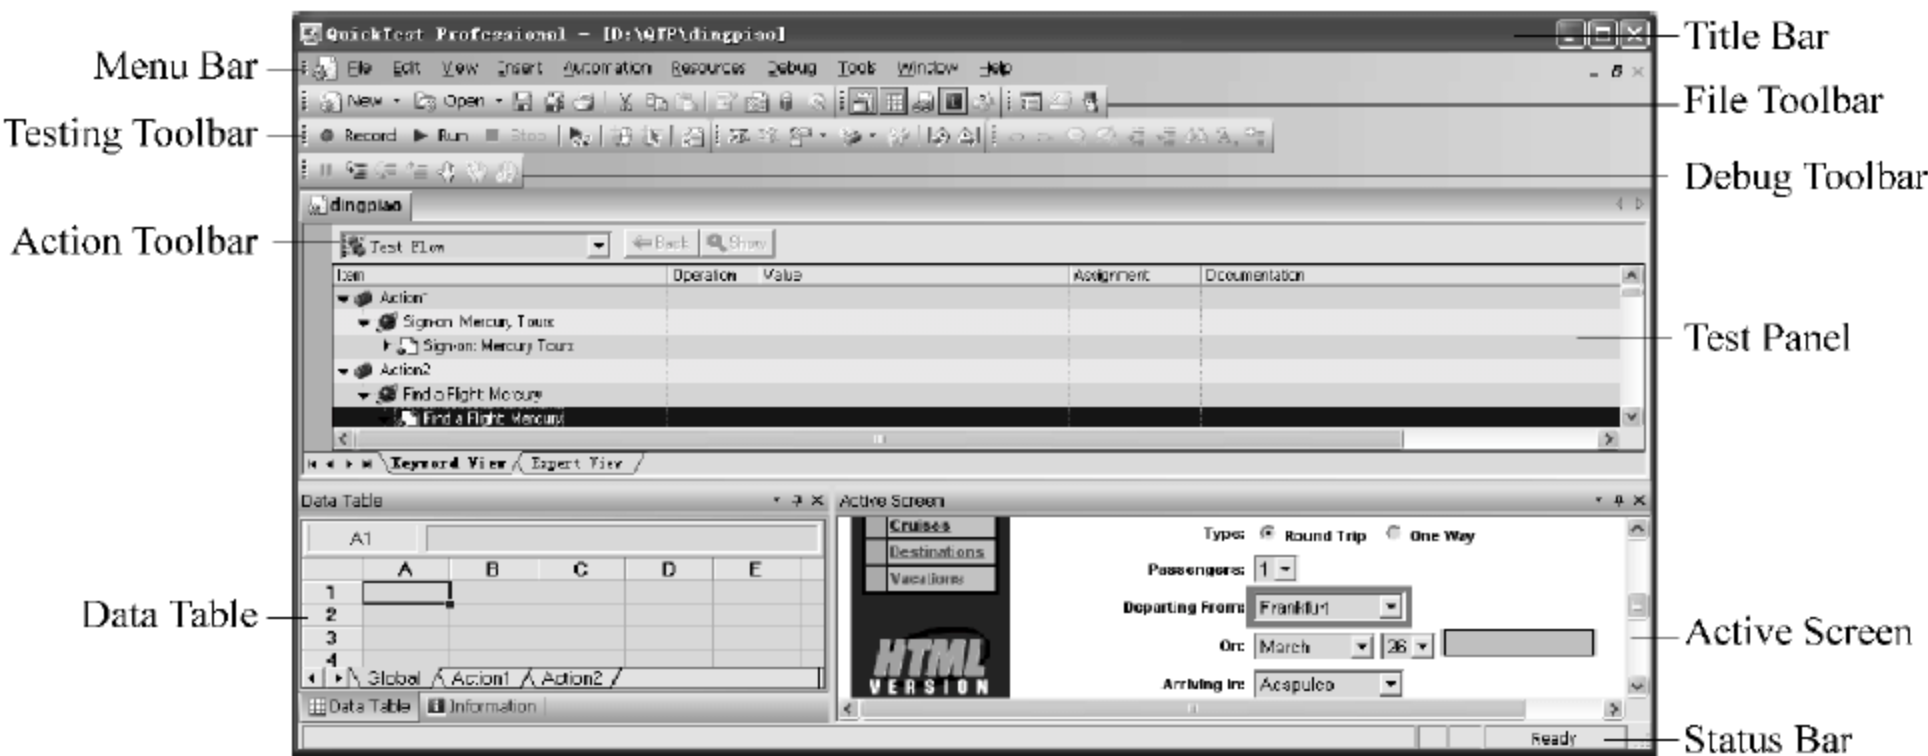 QuickTest Professional - [D:\QTP\dingpiao]
Title Bar
Menu Bar
File Edit View Insert Automation Resources Debug Tools Window Help
New Open
File Toolbar
Testing Toolbar
Record Run Stop
Debug Toolbar
dingpiao
Action Toolbar
Test Flow Back Show
Item Operation Value Assignment Documentation
Action1
Sign-on: Mercury Tours
Sign-on: Mercury Tours
Test Panel
Action2
Find a Flight: Mercury
Find a Flight: Mercury
Keyword View Expert View
Data Table
Active Screen
A1
A B C D E
1
2
3
4
Data Table
Global Action1 Action2
Data Table Information
Cruises
Destinations
Vacations
HTML
VERSION
Type: Round Trip One Way
Passengers: 1
Departing From: Frankfurt
On: March 26
Arriving In: Acapulco
Active Screen
Ready
Status Bar